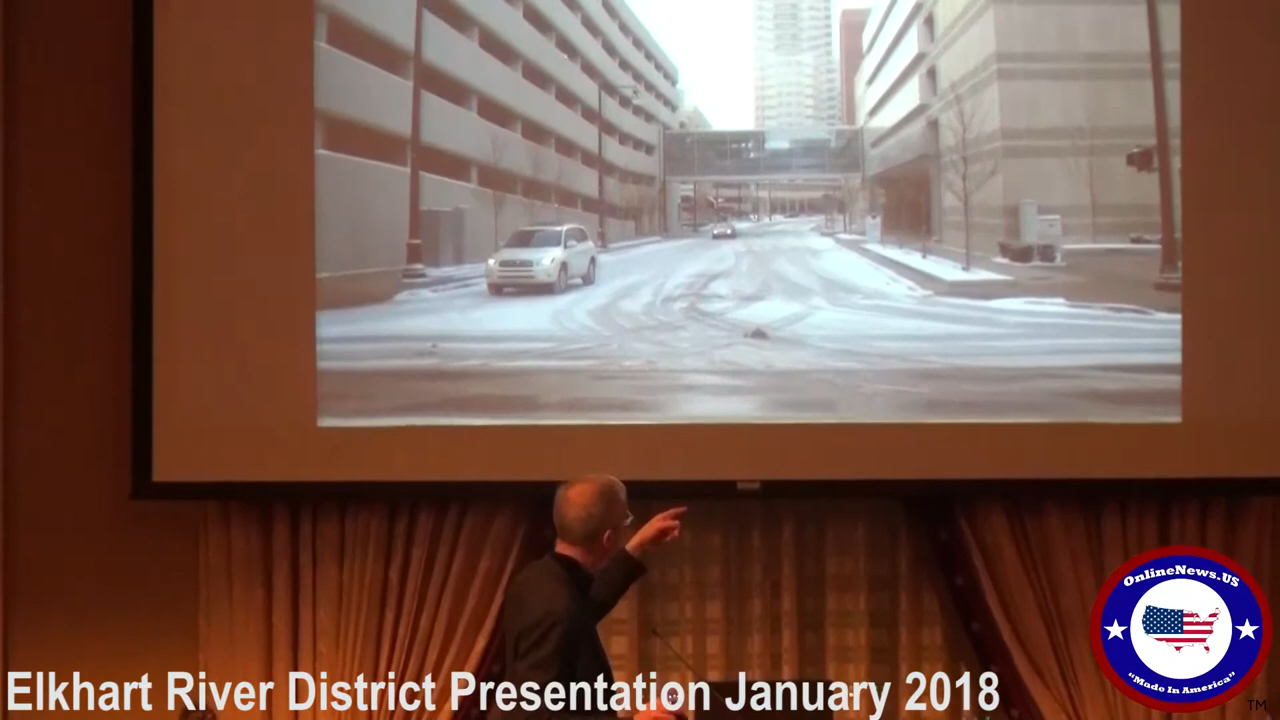 OnlineNews.US
"Made In America"
Elkhart River District Presentation January 2018
TM